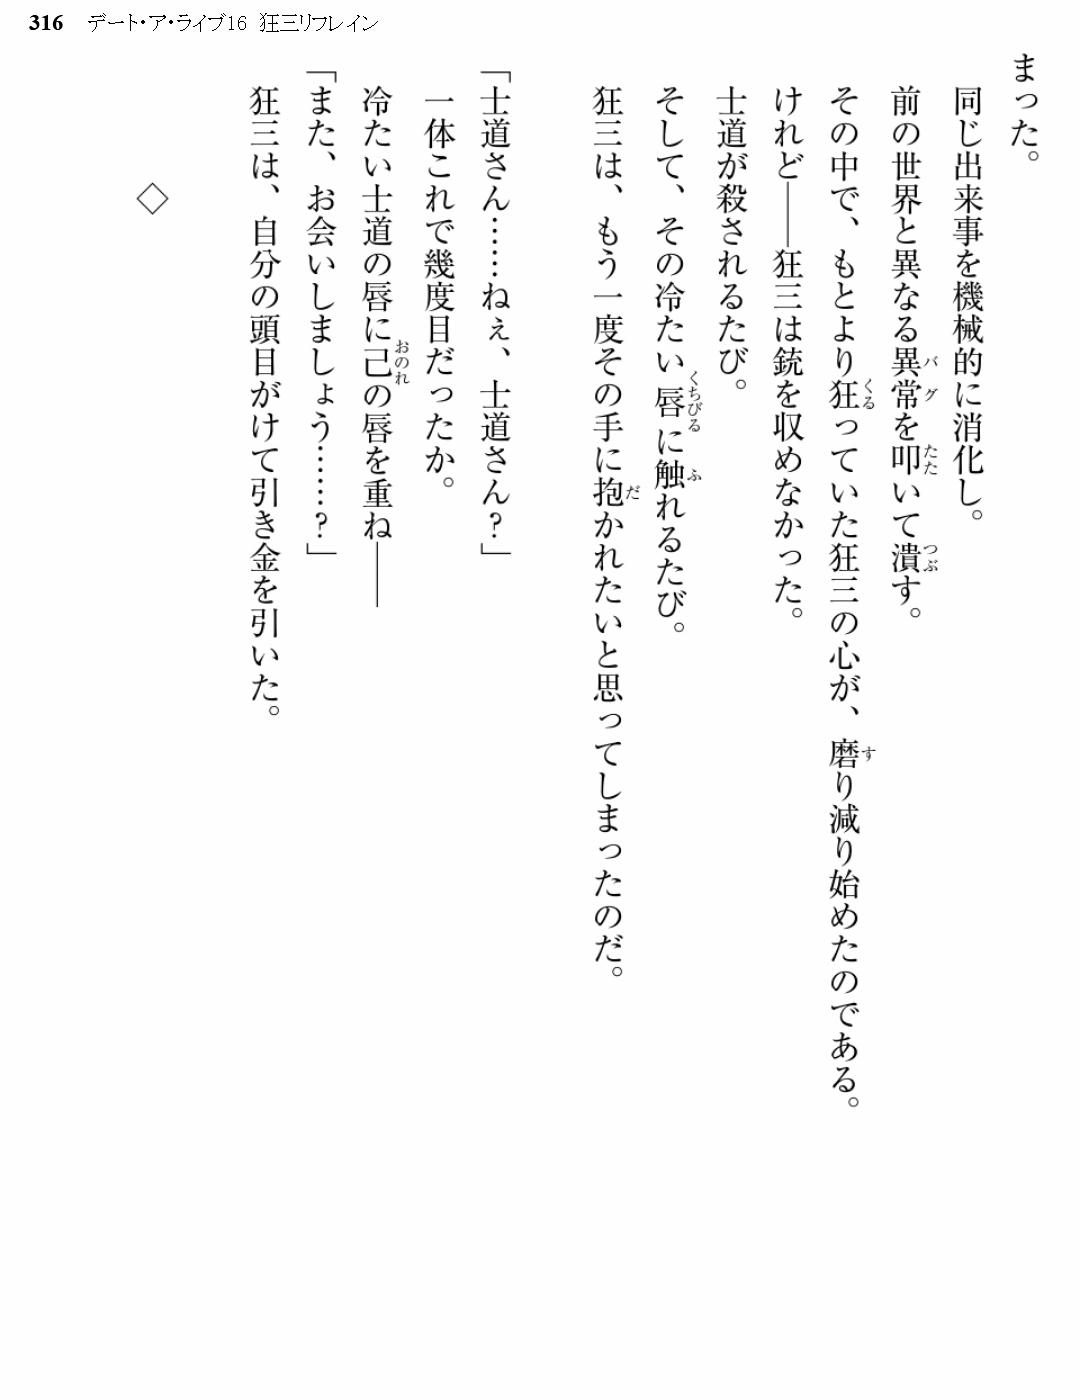 316 デート・ア・ライブ16 狂三リフレイン
まった。
同じ出来事を機械的に消化し。
前の世界と異なる異常を叩いて潰す。
その中で、もとより狂っていた狂三の心が、磨り減り始めたのである。
けれど――狂三は銃を収めなかった。
士道が殺されるたび。
そして、その冷たい唇に触れるたび。
狂三は、もう一度その手に抱かれたいと思ってしまったのだ。
「士道さん……ねぇ、士道さん？」
一体これで幾度目だったか。
冷たい士道の唇に己の唇を重ね――
「また、お会いしましょう……？」
狂三は、自分の頭目がけて引き金を引いた。
◇